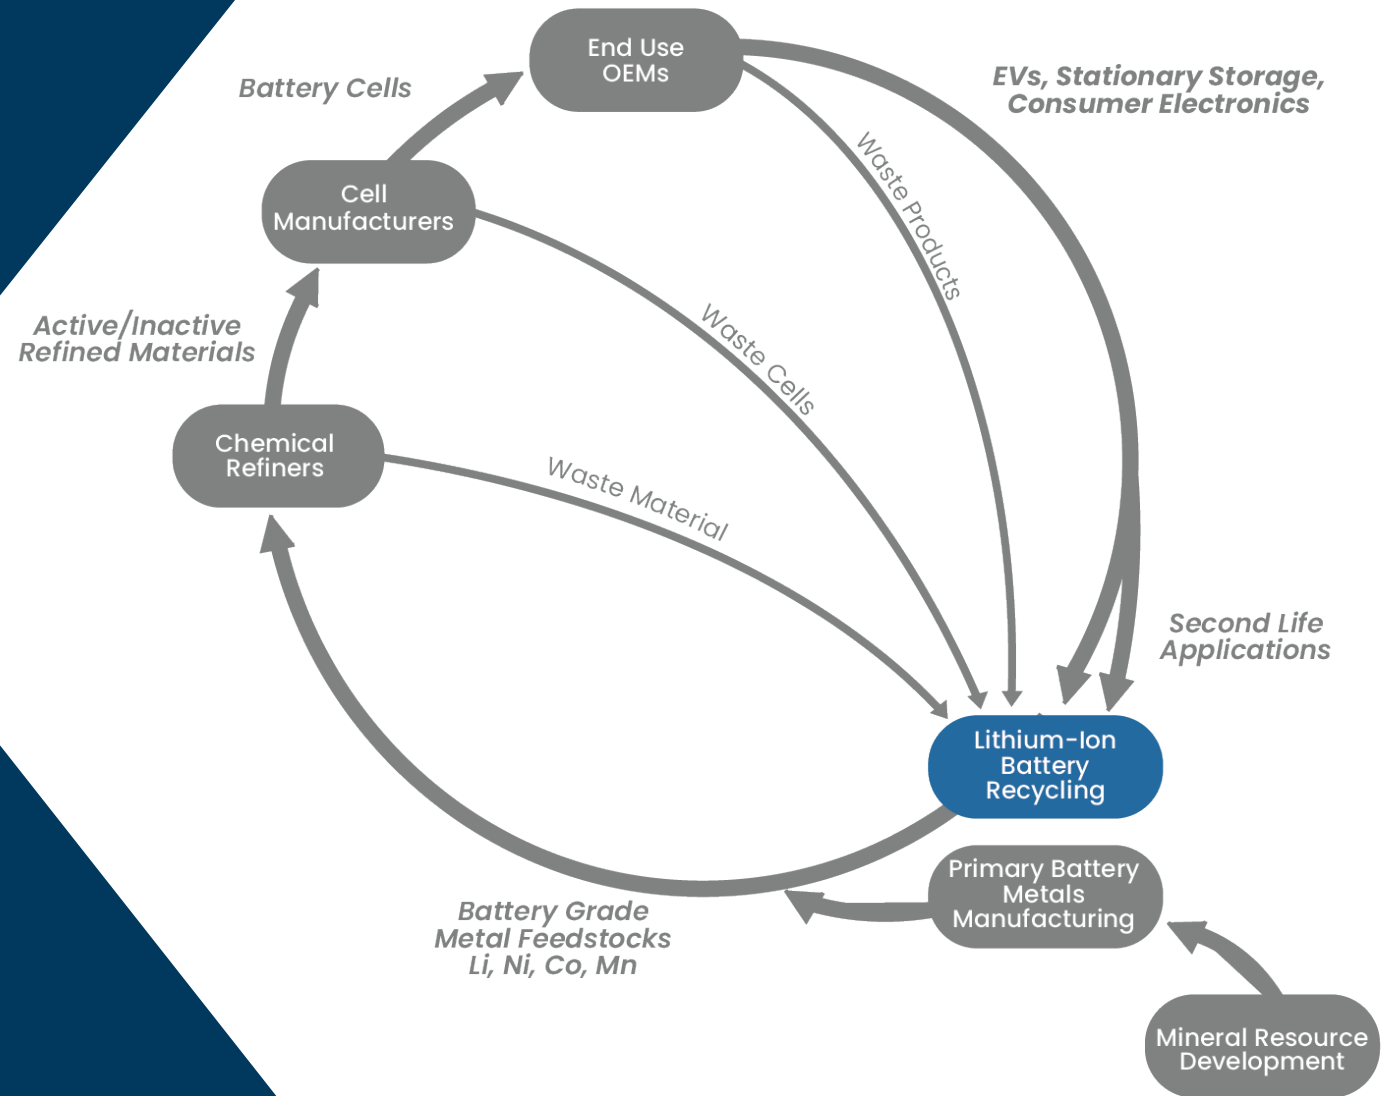 End Use
OEMs
Battery Cells
EVs, Stationary Storage,
Consumer Electronics
Waste Products
Cell
Manufacturers
Waste Cells
Active/Inactive
Refined Materials
Chemical
Refiners
Waste Material
Second Life
Applications
Lithium-Ion
Battery
Recycling
Primary Battery
Metals
Manufacturing
Battery Grade
Metal Feedstocks
Li, Ni, Co, Mn
Mineral Resource
Development